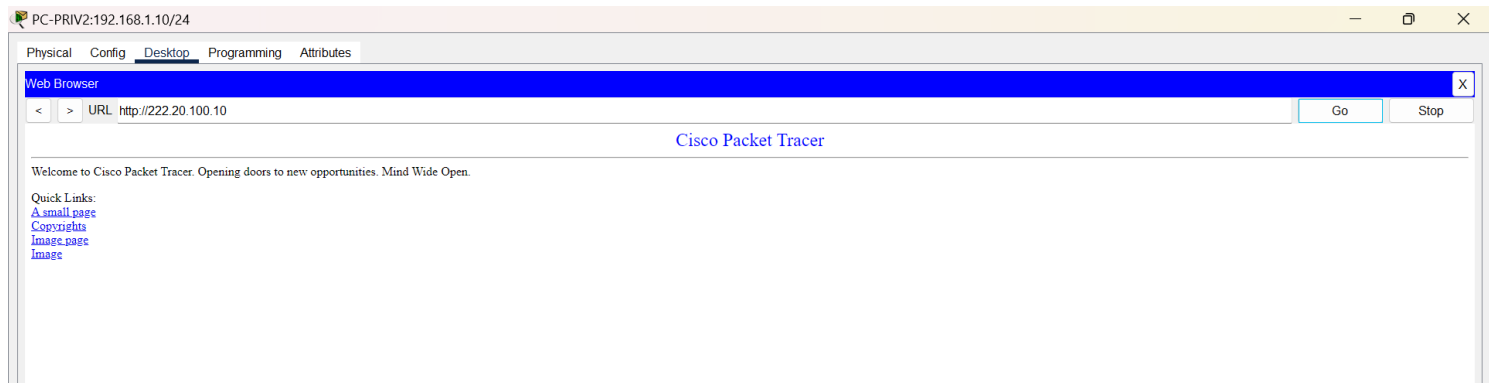 PC-PRIV2:192.168.1.10/24
Physical Config Desktop Programming Attributes
Web Browser X
< > URL http://222.20.100.10 Go Stop
Cisco Packet Tracer
Welcome to Cisco Packet Tracer. Opening doors to new opportunities. Mind Wide Open.
Quick Links:
A small page
Copyrights
Image page
Image